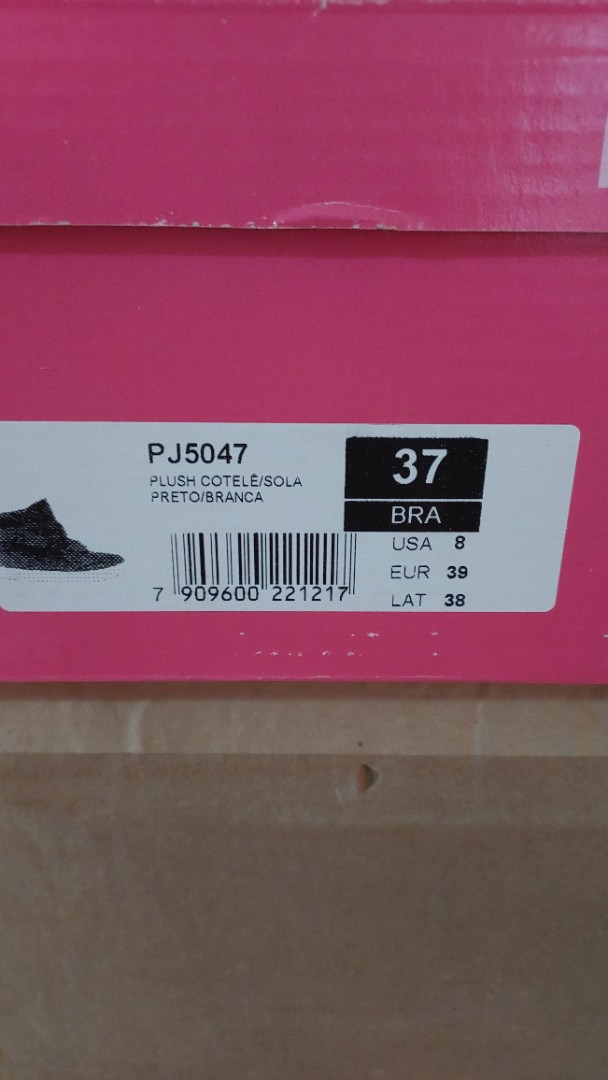 PJ5047
PLUSH COTELÊ/SOLA
PRETO/BRANCA
7 909600 221217
37
BRA
USA 8
EUR 39
LAT 38